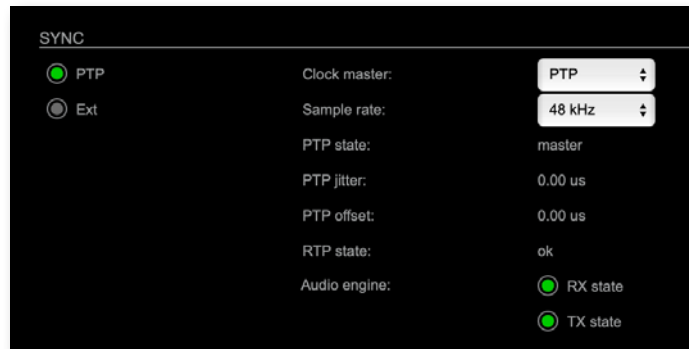 SYNC
PTP Clock master: PTP
Ext Sample rate: 48 kHz
PTP state: master
PTP jitter: 0.00 us
PTP offset: 0.00 us
RTP state: ok
Audio engine: RX state
TX state